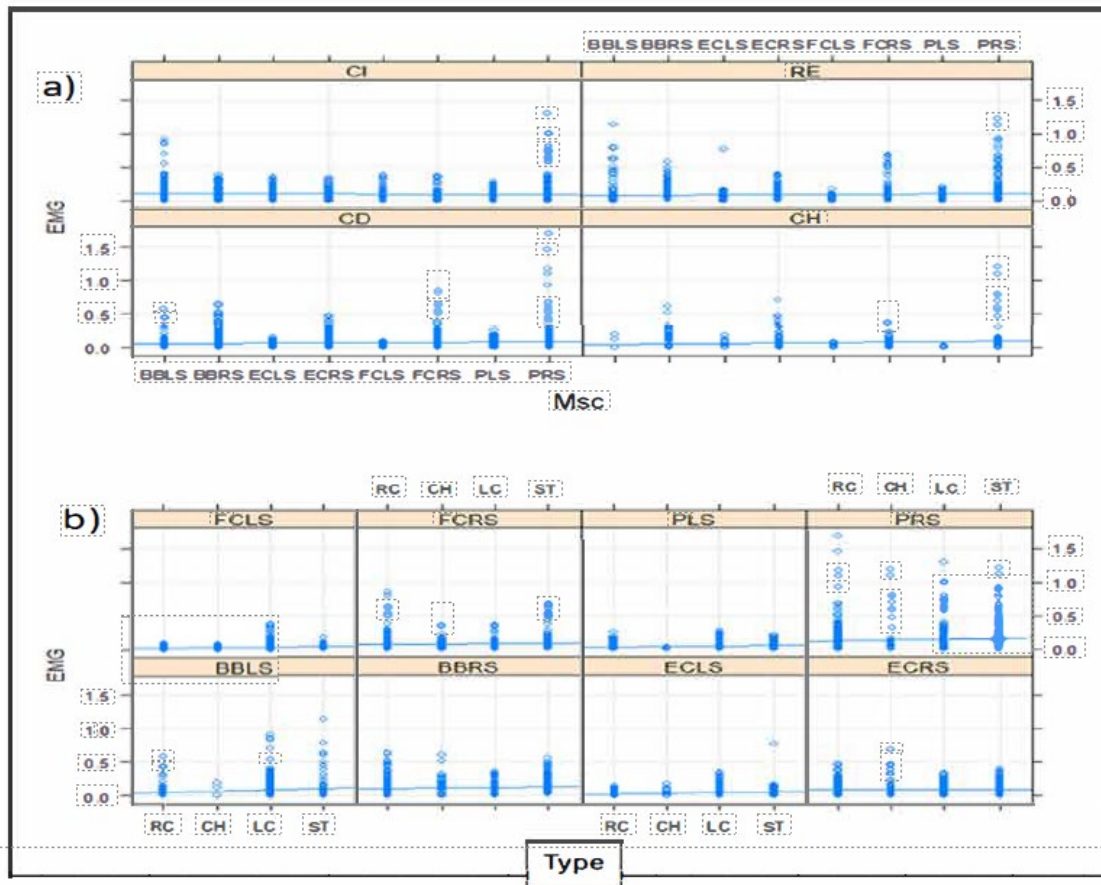 BBLS BBRS ECLS ECRS FCLS FCRS PLS PRS
a)
CI RE
1.5
1.0
0.5
0.0
EMG
CD CH
1.5
1.0
0.5
0.0
BBLS BBRS ECLS ECRS FCLS FCRS PLS PRS
Msc
RC CH LC ST RC CH LC ST
b)
FCLS FCRS PLS PRS
1.5
1.0
0.5
0.0
EMG
BBLS BBRS ECLS ECRS
1.5
1.0
0.5
0.0
RC CH LC ST RC CH LC ST
Type